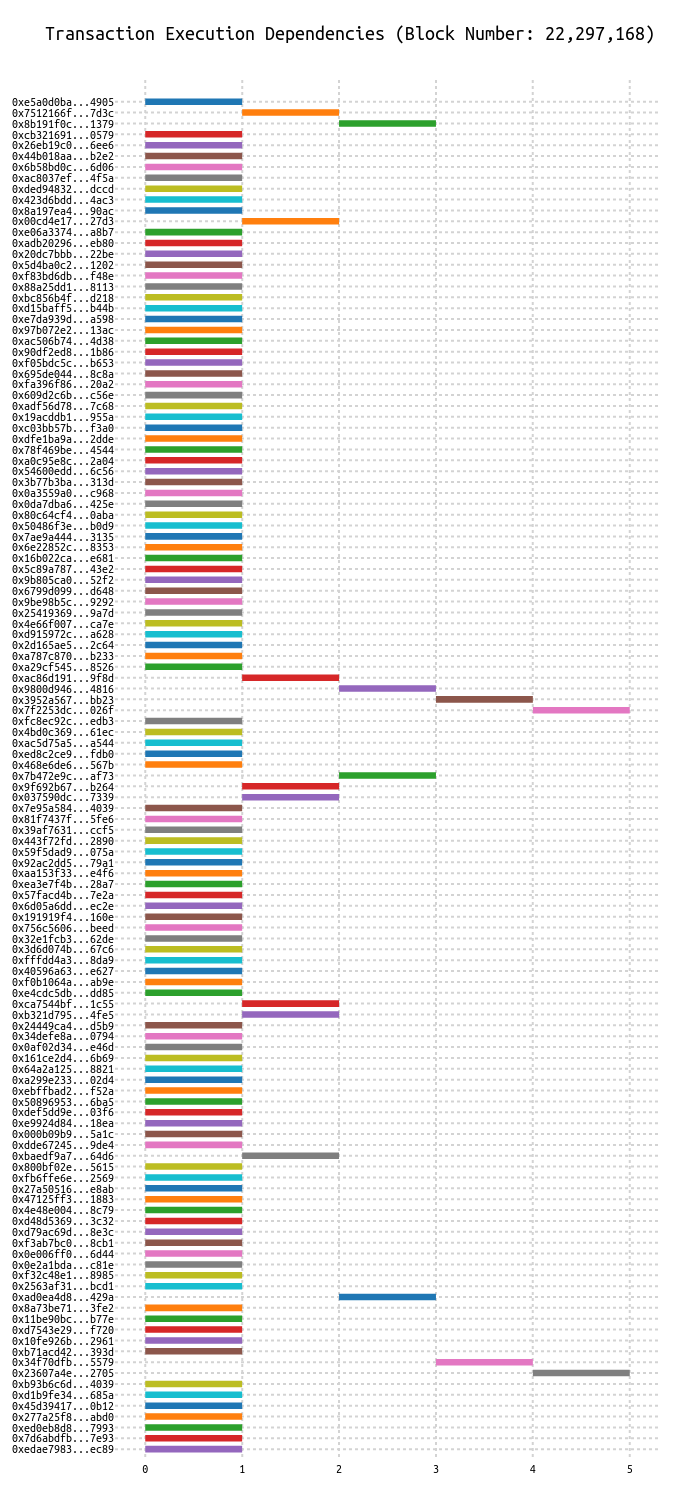 Transaction Execution Dependencies (Block Number: 22,297,168)
0xe5a0d0ba...4905
0x7512166f...7d3c
0x8b191f0c...1379
0xcb321691...0579
0x26eb19c0...6ee6
0x44b018aa...b2e2
0x6b58bd0c...6d06
0xac8037ef...4f5a
0xded94832...dccd
0x423d6bdd...4ac3
0x8a197ea4...90ac
0x00cd4e17...27d3
0xe06a3374...a8b7
0xadb20296...eb80
0x20dc7bbb...22be
0x5d4ba0c2...1202
0xf83bd6db...f48e
0x88a25dd1...8113
0xbc856b4f...d218
0xd15baff5...b44b
0xe7da939d...a598
0x97b072e2...13ac
0xac506b74...4d38
0x90df2ed8...1b86
0xf05bdc5c...b653
0x695de044...8c8a
0xfa396f86...20a2
0x609d2c6b...c56e
0xadf56d78...7c68
0x19acddb1...955a
0xc03bb57b...f3a0
0xdfe1ba9a...2dde
0x78f469be...4544
0xa0c95e8c...2a04
0x54600edd...6c56
0x3b77b3ba...313d
0x0a3559a0...c968
0x0da7dba6...425e
0x80c64cf4...0aba
0x50486f3e...b0d9
0x7ae9a444...3135
0x6e22852c...8353
0x16b022ca...e681
0x5c89a787...43e2
0x9b805ca0...52f2
0x6799d099...d648
0x9be98b5c...9292
0x25419369...9a7d
0x4e66f007...ca7e
0xd915972c...a628
0x2d165ae5...2c64
0xa787c870...b233
0xa29cf545...8526
0xac86d191...9f8d
0x9800d946...4816
0x3952a567...bb23
0x7f2253dc...026f
0xfc8ec92c...edb3
0x4bd0c369...61ec
0xac5d75a5...a544
0xed8c2ce9...fdb0
0x468e6de6...567b
0x7b472e9c...af73
0x9f692b67...b264
0x037590dc...7339
0x7e95a584...4039
0x81f7437f...5fe6
0x39af7631...ccf5
0x443f72fd...2890
0x59f5dad9...075a
0x92ac2dd5...79a1
0xaa153f33...e4f6
0xea3e7f4b...28a7
0x57facd4b...7e2a
0x6d05a6dd...ec2e
0x191919f4...160e
0x756c5606...beed
0x32e1fcb3...62de
0x3d6d074b...67c6
0xfffdd4a3...8da9
0x40596a63...e627
0xf0b1064a...ab9e
0xe4cdc5db...dd85
0xca7544bf...1c55
0xb321d795...4fe5
0x24449ca4...d5b9
0x34defe8a...0794
0x0af02d34...e46d
0x161ce2d4...6b69
0x64a2a125...8821
0xa299e233...02d4
0xebffbad2...f52a
0x50896953...6ba5
0xdef5dd9e...03f6
0xe9924d84...18ea
0x000b09b9...5a1c
0xdde67245...9de4
0xbaedf9a7...64d6
0x800bf02e...5615
0xfb6ffe6e...2569
0x27a50516...e8ab
0x47125ff3...1883
0x4e48e004...8c79
0xd48d5369...3c32
0xd79ac69d...8e3c
0xf3ab7bc0...8cb1
0x0e006ff0...6d44
0x0e2a1bda...c81e
0xf32c48e1...8985
0x2563af31...bcd1
0xad0ea4d8...429a
0x8a73be71...3fe2
0x11be90bc...b77e
0xd7543e29...f720
0x10fe926b...2961
0xb71acd42...393d
0x34f70dfb...5579
0x23607a4e...2705
0xb93b6c6d...4039
0xd1b9fe34...685a
0x45d39417...0b12
0x277a25f8...abd0
0xed0eb8d8...7993
0x7d6abdfb...7e93
0xedae7983...ec89
0 1 2 3 4 5